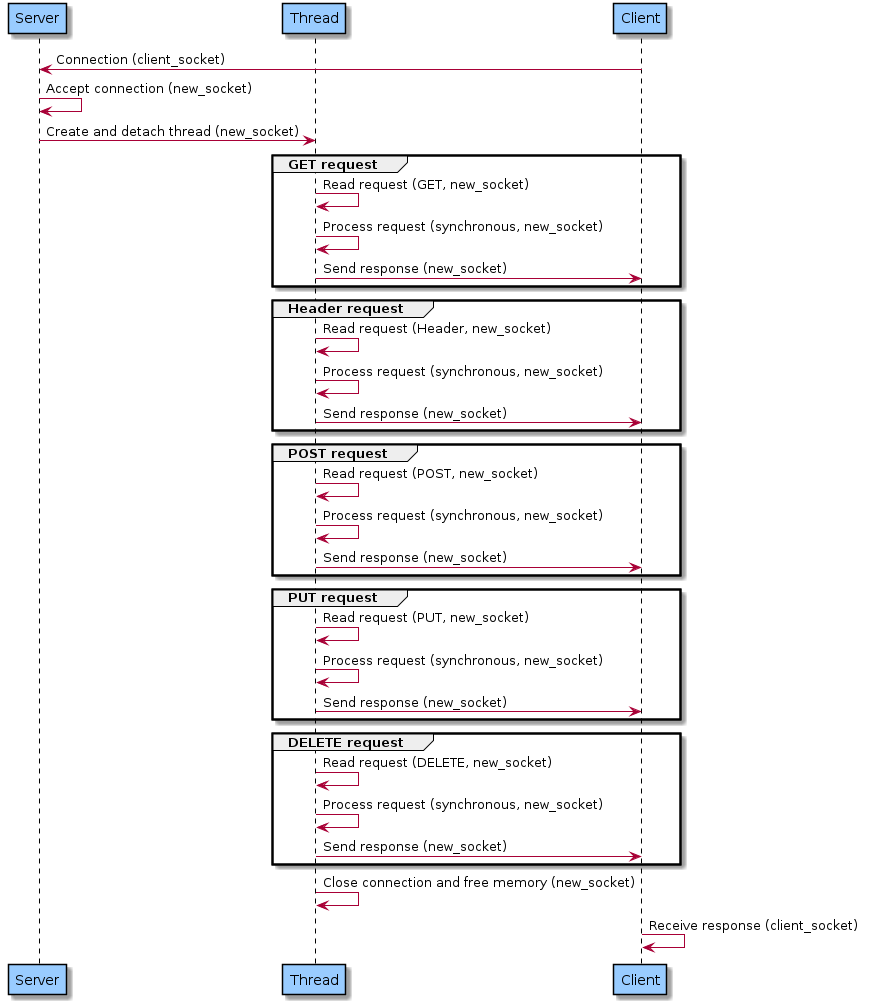 Server Thread Client
Connection (client_socket)
Accept connection (new_socket)
Create and detach thread (new_socket)
GET request
Read request (GET, new_socket)
Process request (synchronous, new_socket)
Send response (new_socket)
Header request
Read request (Header, new_socket)
Process request (synchronous, new_socket)
Send response (new_socket)
POST request
Read request (POST, new_socket)
Process request (synchronous, new_socket)
Send response (new_socket)
PUT request
Read request (PUT, new_socket)
Process request (synchronous, new_socket)
Send response (new_socket)
DELETE request
Read request (DELETE, new_socket)
Process request (synchronous, new_socket)
Send response (new_socket)
Close connection and free memory (new_socket)
Receive response (client_socket)
Server Thread Client